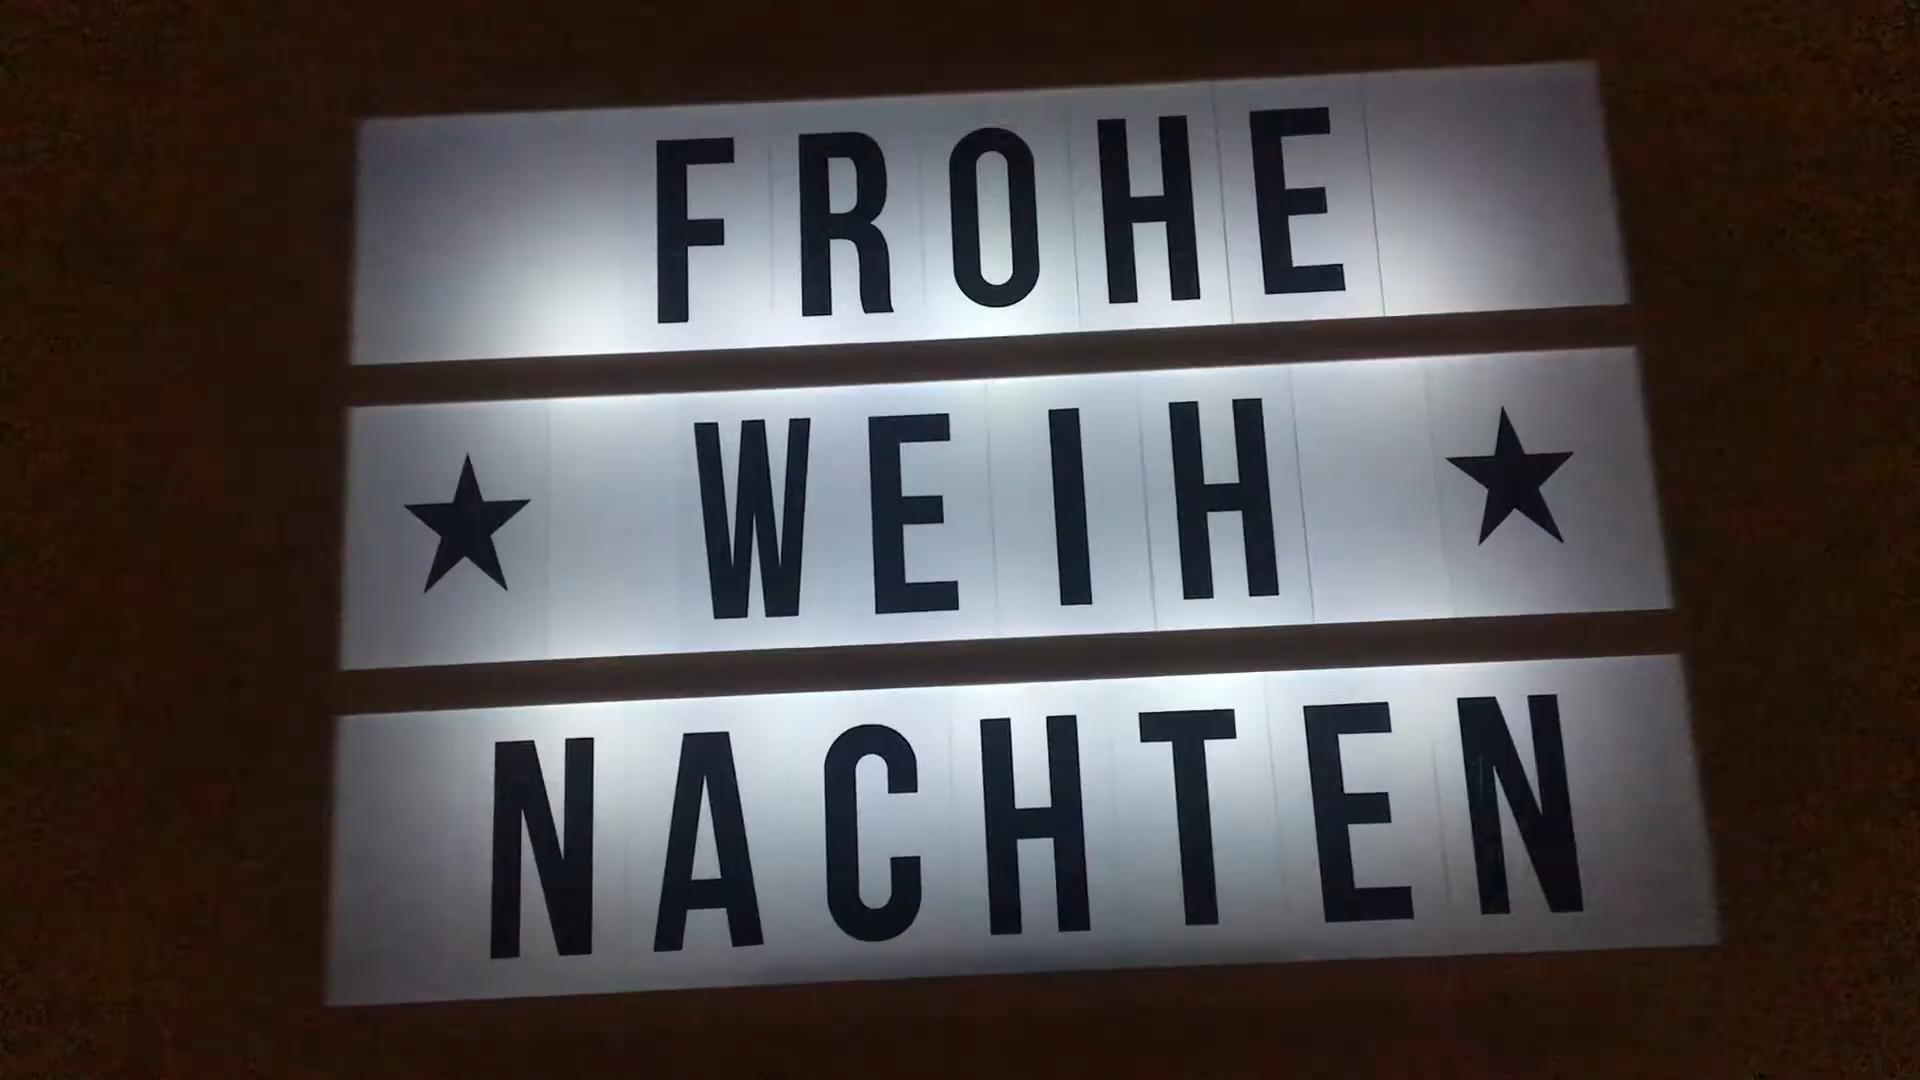 FROHE
★ WEIH ★
NACHTEN